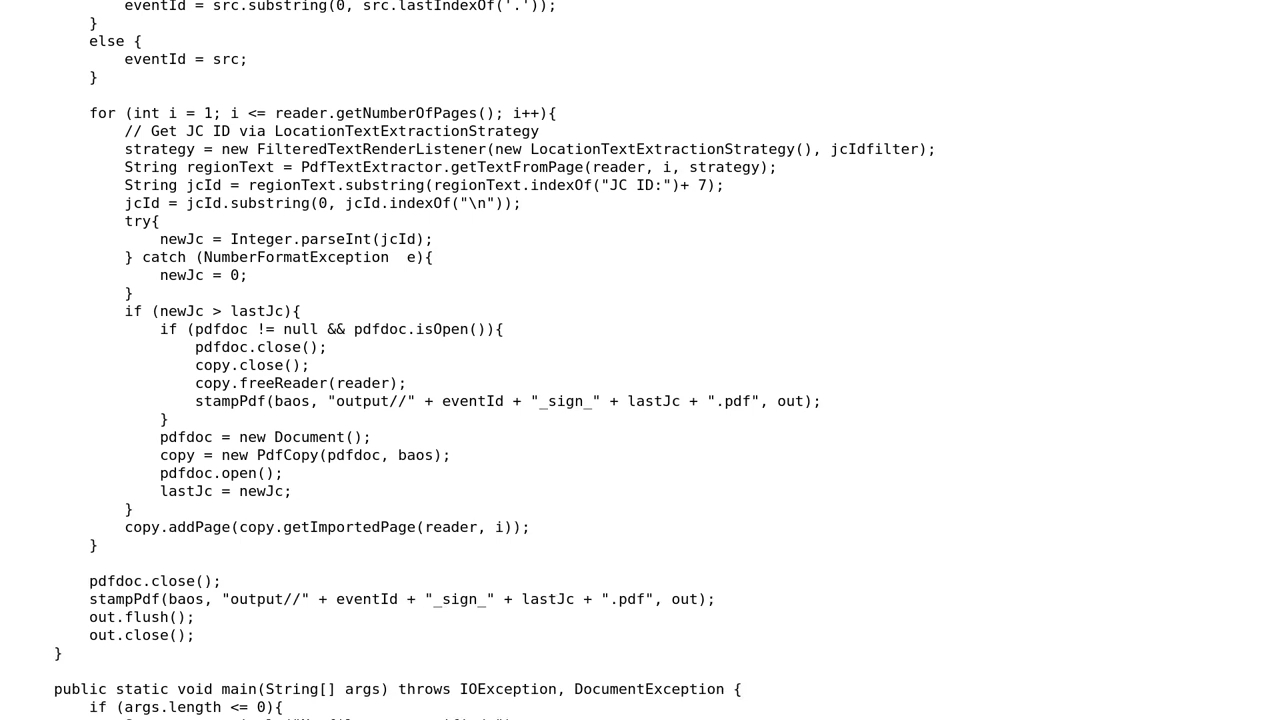 eventId = src.substring(0, src.lastIndexOf('.'));
}
else {
eventId = src;
}
for (int i = 1; i <= reader.getNumberOfPages(); i++){
// Get JC ID via LocationTextExtractionStrategy
strategy = new FilteredTextRenderListener(new LocationTextExtractionStrategy(), jcIdfilter);
String regionText = PdfTextExtractor.getTextFromPage(reader, i, strategy);
String jcId = regionText.substring(regionText.indexOf("JC ID:")+ 7);
jcId = jcId.substring(0, jcId.indexOf("\n"));
try{
newJc = Integer.parseInt(jcId);
} catch (NumberFormatException  e){
newJc = 0;
}
if (newJc > lastJc){
if (pdfdoc != null && pdfdoc.isOpen()){
pdfdoc.close();
copy.close();
copy.freeReader(reader);
stampPdf(baos, "output//" + eventId + "_sign_" + lastJc + ".pdf", out);
}
pdfdoc = new Document();
copy = new PdfCopy(pdfdoc, baos);
pdfdoc.open();
lastJc = newJc;
}
copy.addPage(copy.getImportedPage(reader, i));
}
pdfdoc.close();
stampPdf(baos, "output//" + eventId + "_sign_" + lastJc + ".pdf", out);
out.flush();
out.close();
}
public static void main(String[] args) throws IOException, DocumentException {
if (args.length <= 0){